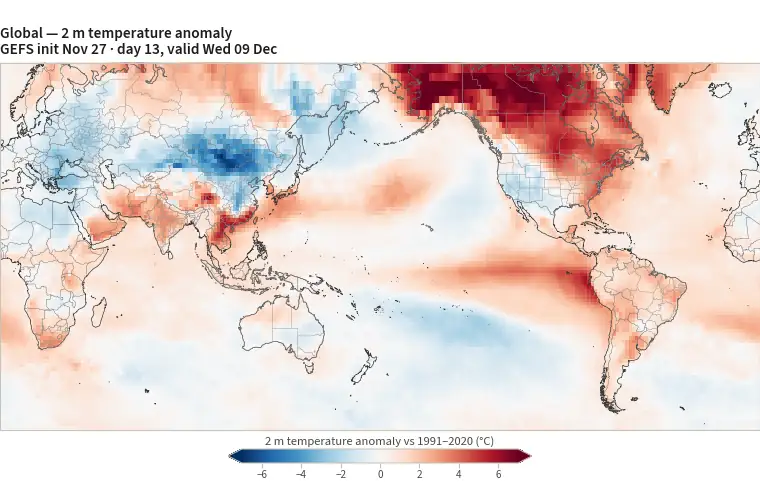 Global — 2 m temperature anomaly
GEFS init Nov 27 · day 13, valid Wed 09 Dec
2 m temperature anomaly vs 1991–2020 (°C)
−6 −4 −2 0 2 4 6